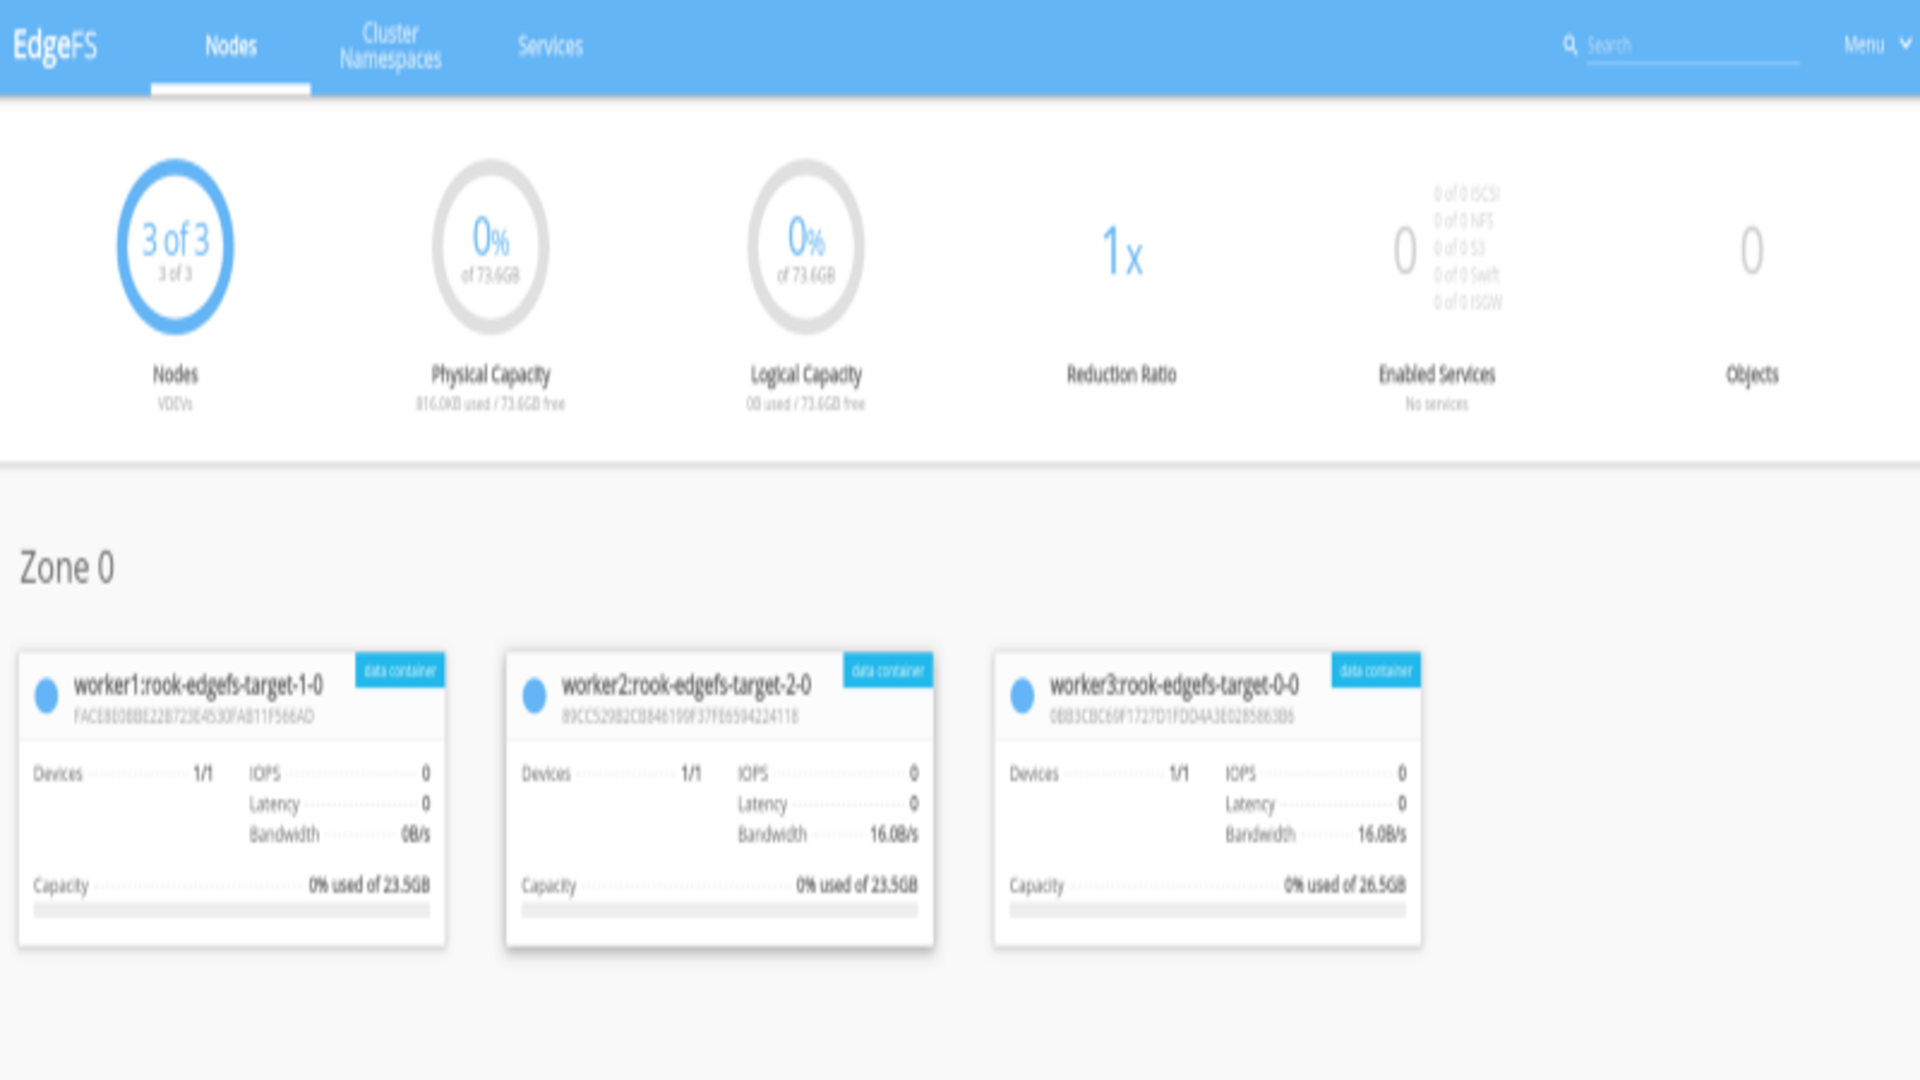 EdgeFS
Nodes
Cluster
Namespaces
Services
Search
Menu
3 of 3
3 of 3
Nodes
VDEVs
0%
of 73.6GB
Physical Capacity
816.0KB used / 73.6GB free
0%
of 73.6GB
Logical Capacity
0B used / 73.6GB free
1x
Reduction Ratio
0
0 of 0 ISCSI
0 of 0 NFS
0 of 0 S3
0 of 0 Swift
0 of 0 ISGW
Enabled Services
No services
0
Objects
Zone 0
data container
worker1:rook-edgefs-target-1-0
Devices 1/1
IOPS 0
Latency 0
Bandwidth 0B/s
Capacity 0% used of 23.5GB
data container
worker2:rook-edgefs-target-2-0
Devices 1/1
IOPS 0
Latency 0
Bandwidth 16.0B/s
Capacity 0% used of 23.5GB
data container
worker3:rook-edgefs-target-0-0
Devices 1/1
IOPS 0
Latency 0
Bandwidth 16.0B/s
Capacity 0% used of 26.5GB